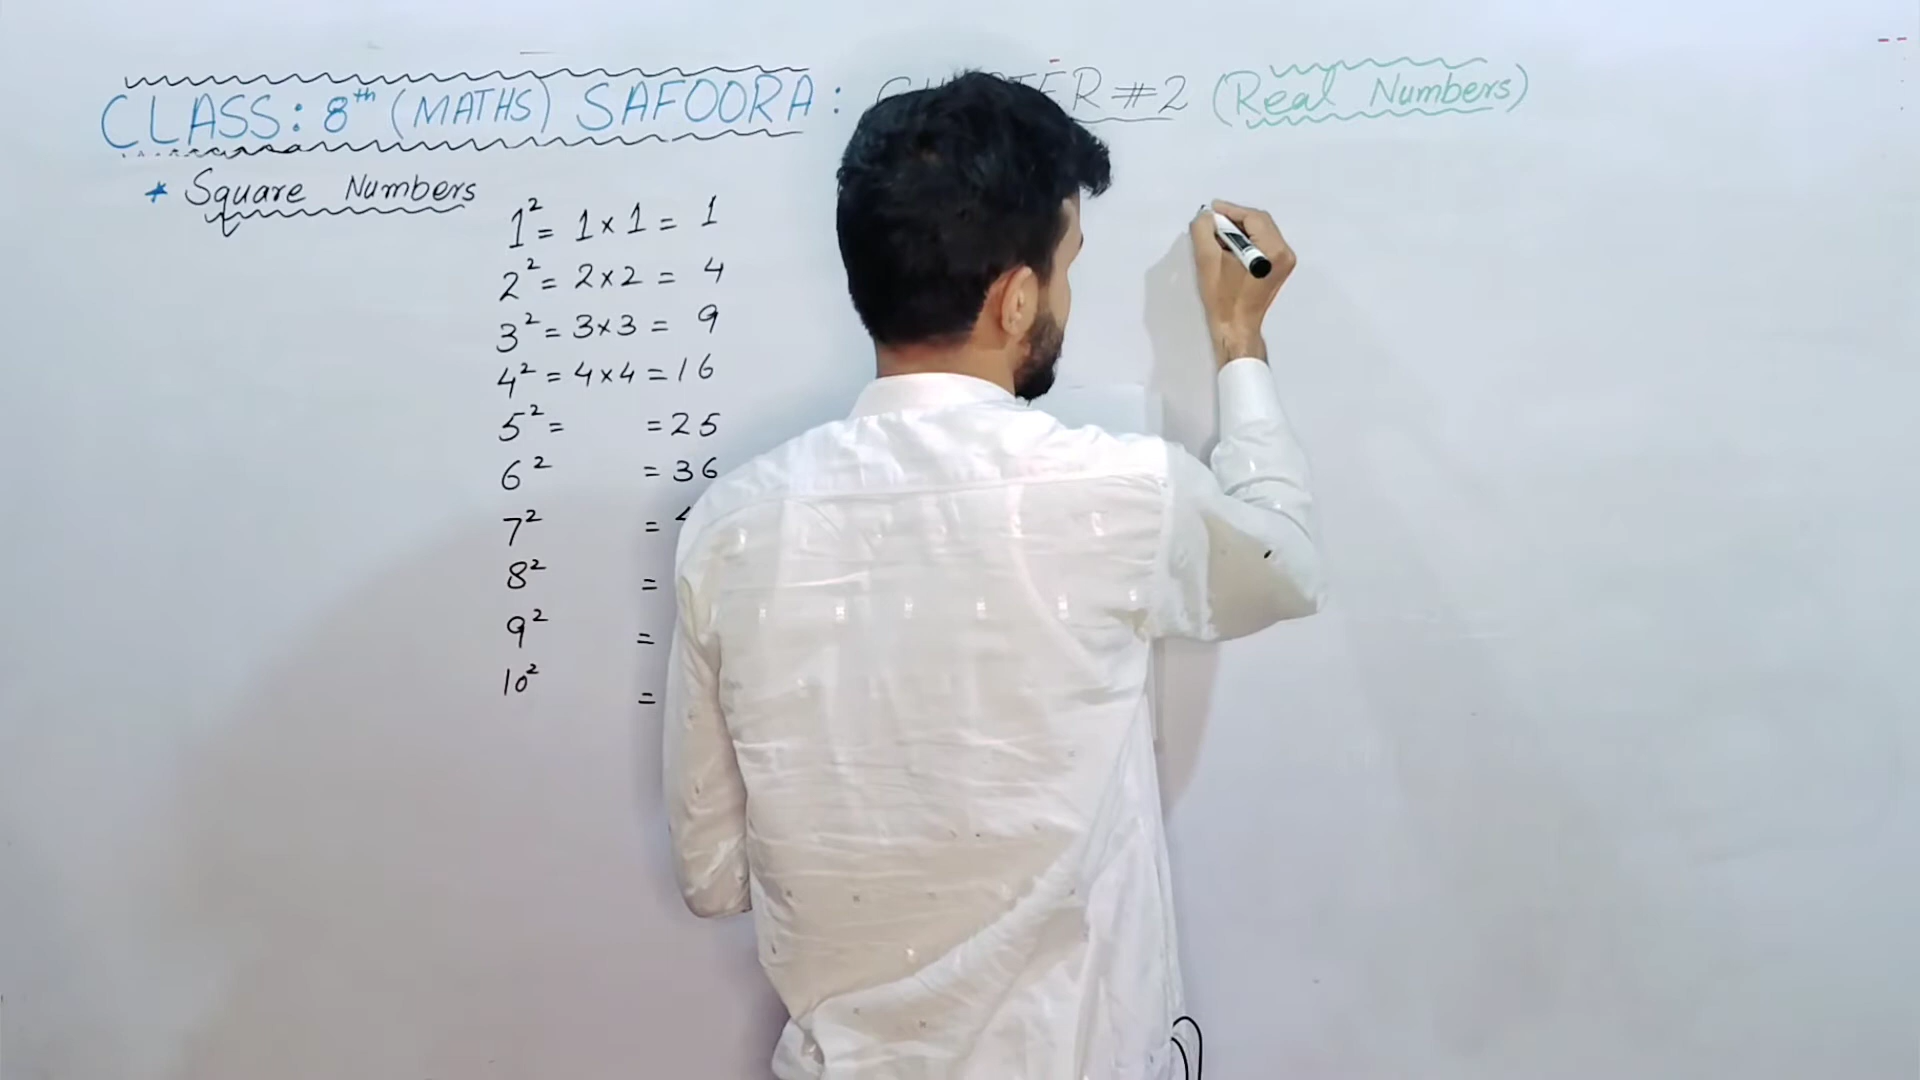 CLASS: 8th (MATHS) SAFOORA: #2 (Real Numbers)
* Square Numbers
1² = 1 × 1 = 1
2² = 2 × 2 = 4
3² = 3 × 3 = 9
4² = 4 × 4 = 16
5² = = 25
6² = 36
7² =
8² =
9² =
10² =